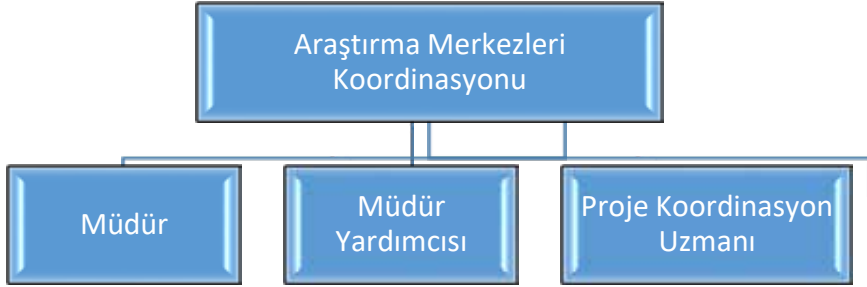 Araştırma Merkezleri
Koordinasyonu
Müdür
Müdür
Yardımcısı
Proje Koordinasyon
Uzmanı